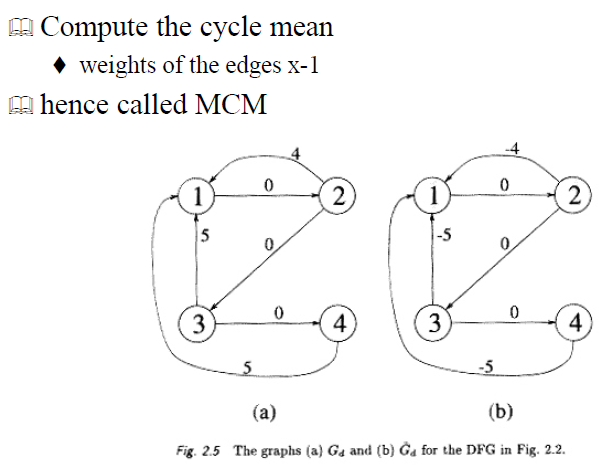 Compute the cycle mean
weights of the edges x-1
hence called MCM
4 -4
1 0 2 1 0 2
5 0 -5 0
3 0 4 3 0 4
5 -5
(a) (b)
Fig. 2.5 The graphs (a) Gd and (b) Ḡd for the DFG in Fig. 2.2.